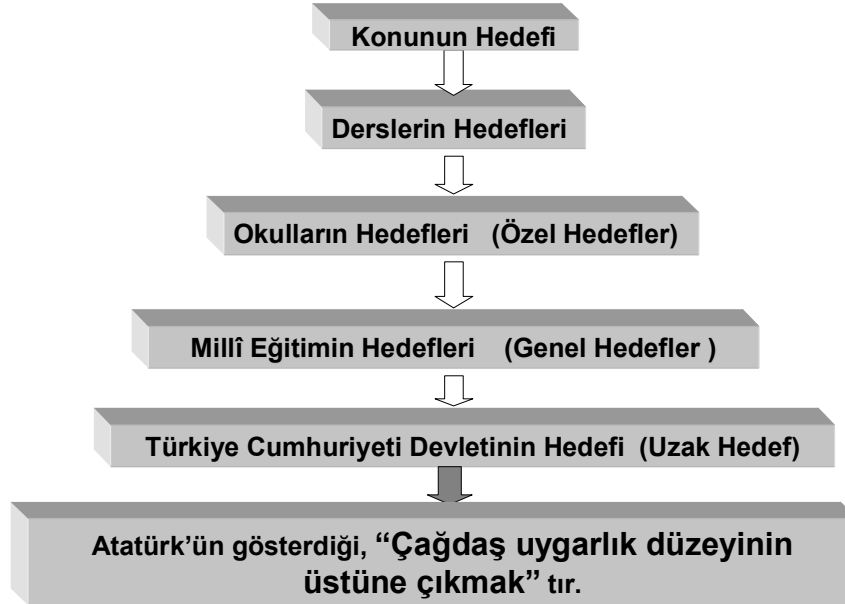 Konunun Hedefi
Derslerin Hedefleri
Okulların Hedefleri (Özel Hedefler)
Millî Eğitimin Hedefleri (Genel Hedefler )
Türkiye Cumhuriyeti Devletinin Hedefi (Uzak Hedef)
Atatürk’ün gösterdiği, “Çağdaş uygarlık düzeyinin
üstüne çıkmak” tır.